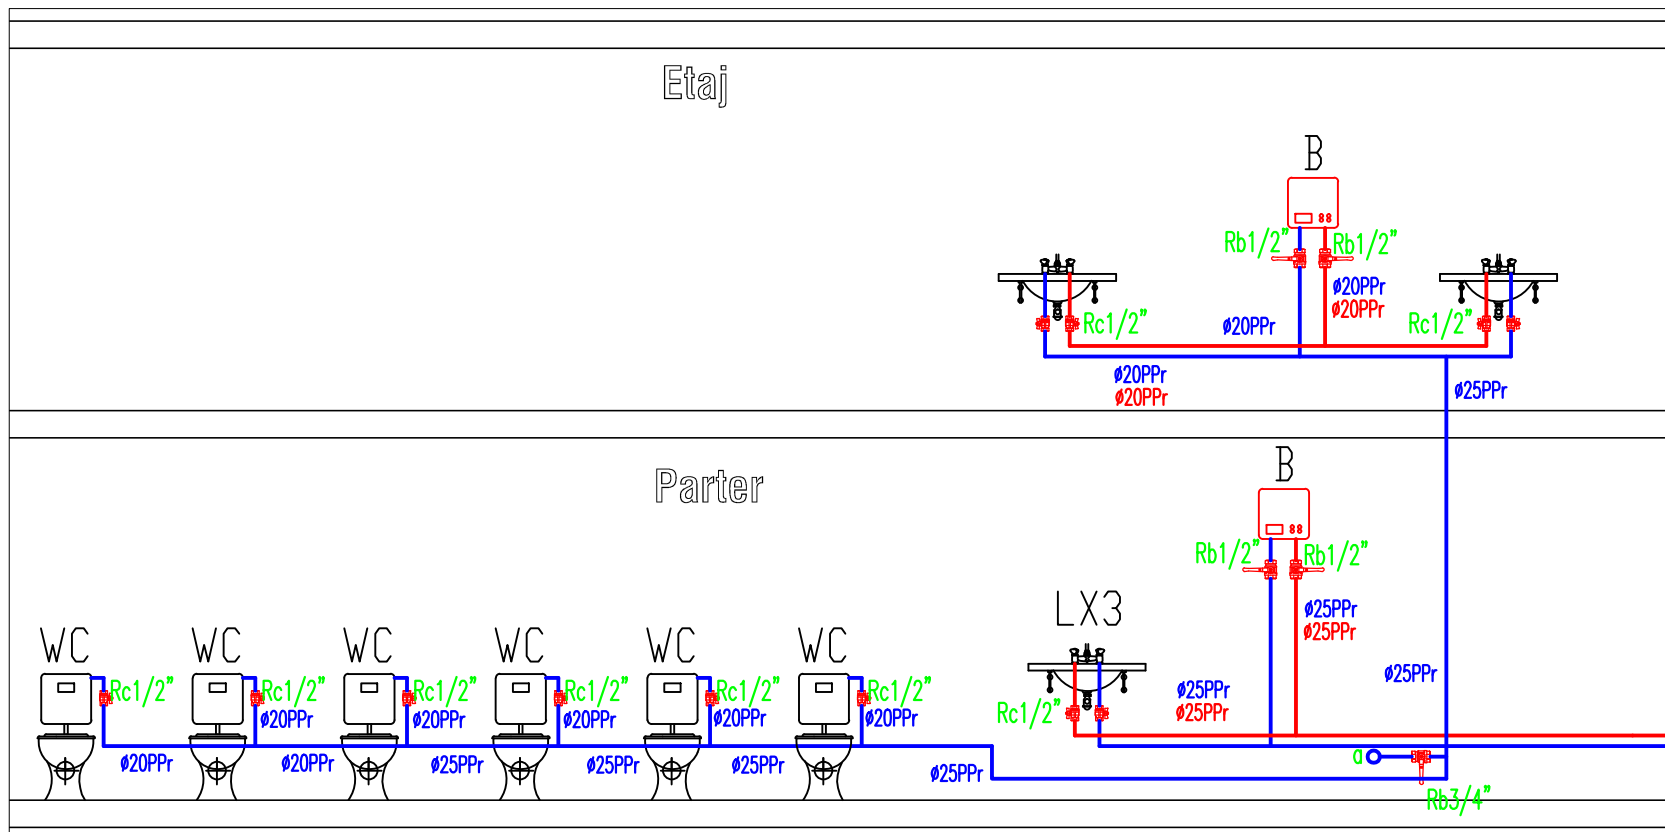 Etaj
B
Rb1/2" Rb1/2"
ø20PPr
ø20PPr
Rc1/2" ø20PPr Rc1/2"
ø20PPr
ø20PPr
ø25PPr
Parter
B
Rb1/2" Rb1/2"
LX3
ø25PPr
ø25PPr
WC WC WC WC WC WC
ø25PPr
Rc1/2" Rc1/2" Rc1/2" Rc1/2" Rc1/2" Rc1/2"
ø25PPr
ø25PPr
Rc1/2"
ø20PPr ø20PPr ø20PPr ø20PPr ø20PPr
ø20PPr ø20PPr ø25PPr ø25PPr ø25PPr ø25PPr
a
Rb3/4"